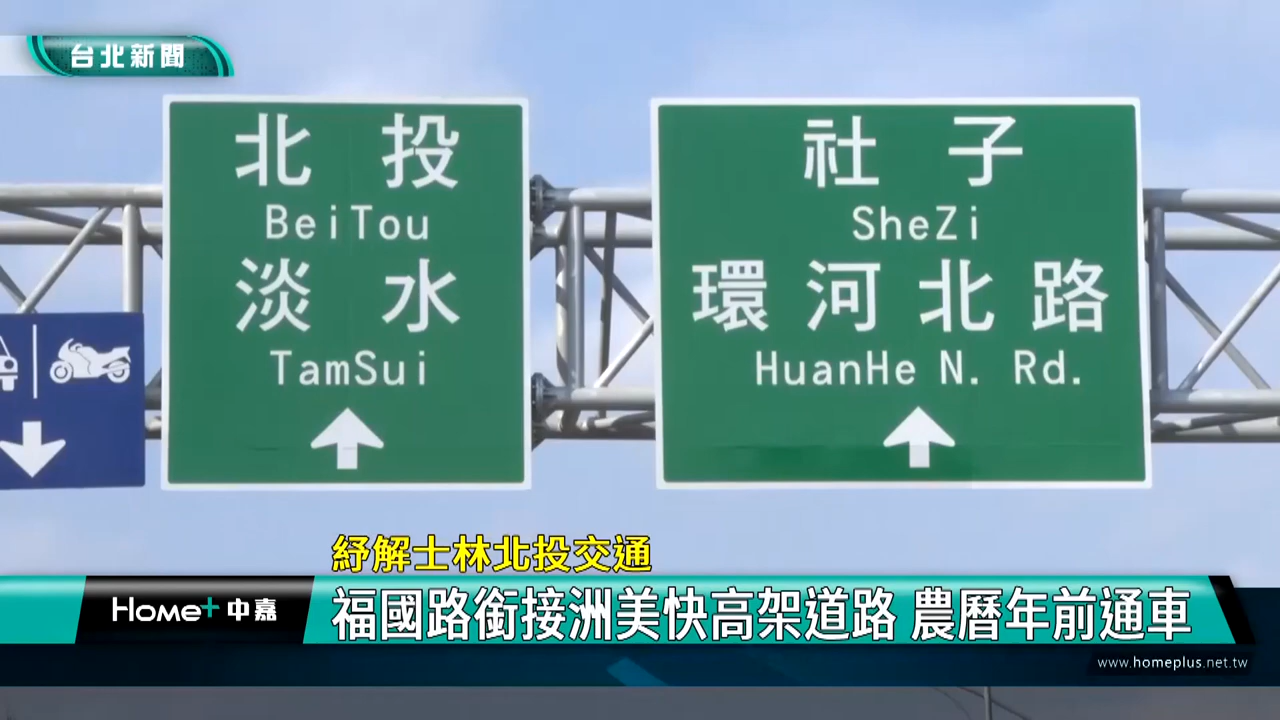 台北新聞
北投
BeiTou
淡水
TamSui
社子
SheZi
環河北路
HuanHe N. Rd.
紓解士林北投交通
Home+中嘉
福國路銜接洲美快高架道路 農曆年前通車
www.homeplus.net.tw